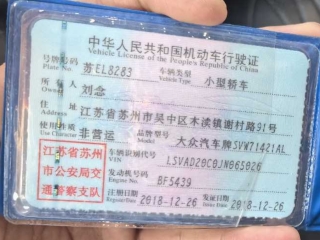 中华人民共和国机动车行驶证
Vehicle License of the People's Republic of China
号牌号码 Plate No. 苏EL8283 车辆类型 Vehicle Type 小型轿车
所有人 Owner 刘念
住址 Address 江苏省苏州市吴中区木渎镇谢村路91号
使用性质 Use Character 非营运 品牌型号 Model 大众汽车牌SVW71421AL
江苏省苏州市公安局交通警察支队
车辆识别代号 VIN LSVAD20C0JN065026
发动机号码 Engine No. BF5439
注册日期 Register Date 2018-12-26 发证日期 Issue Date 2018-12-26